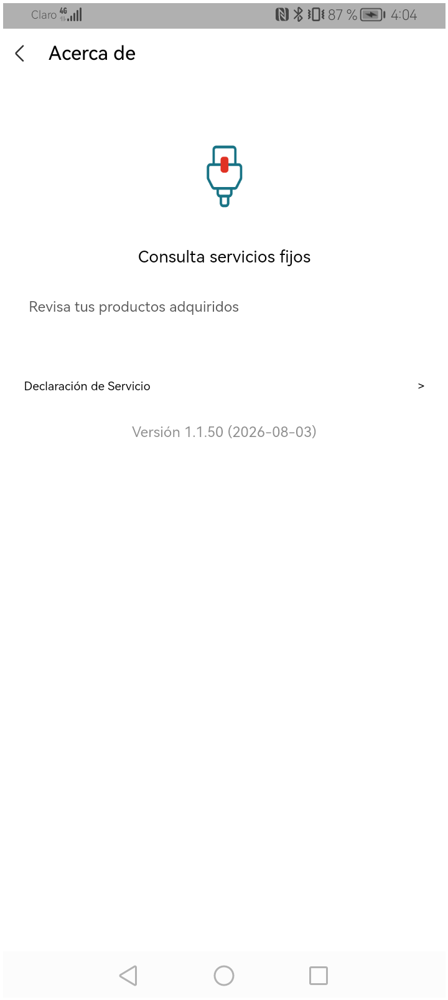 Claro 4G 87 % 4:04
Acerca de
Consulta servicios fijos
Revisa tus productos adquiridos
Declaración de Servicio >
Versión 1.1.50 (2026-08-03)